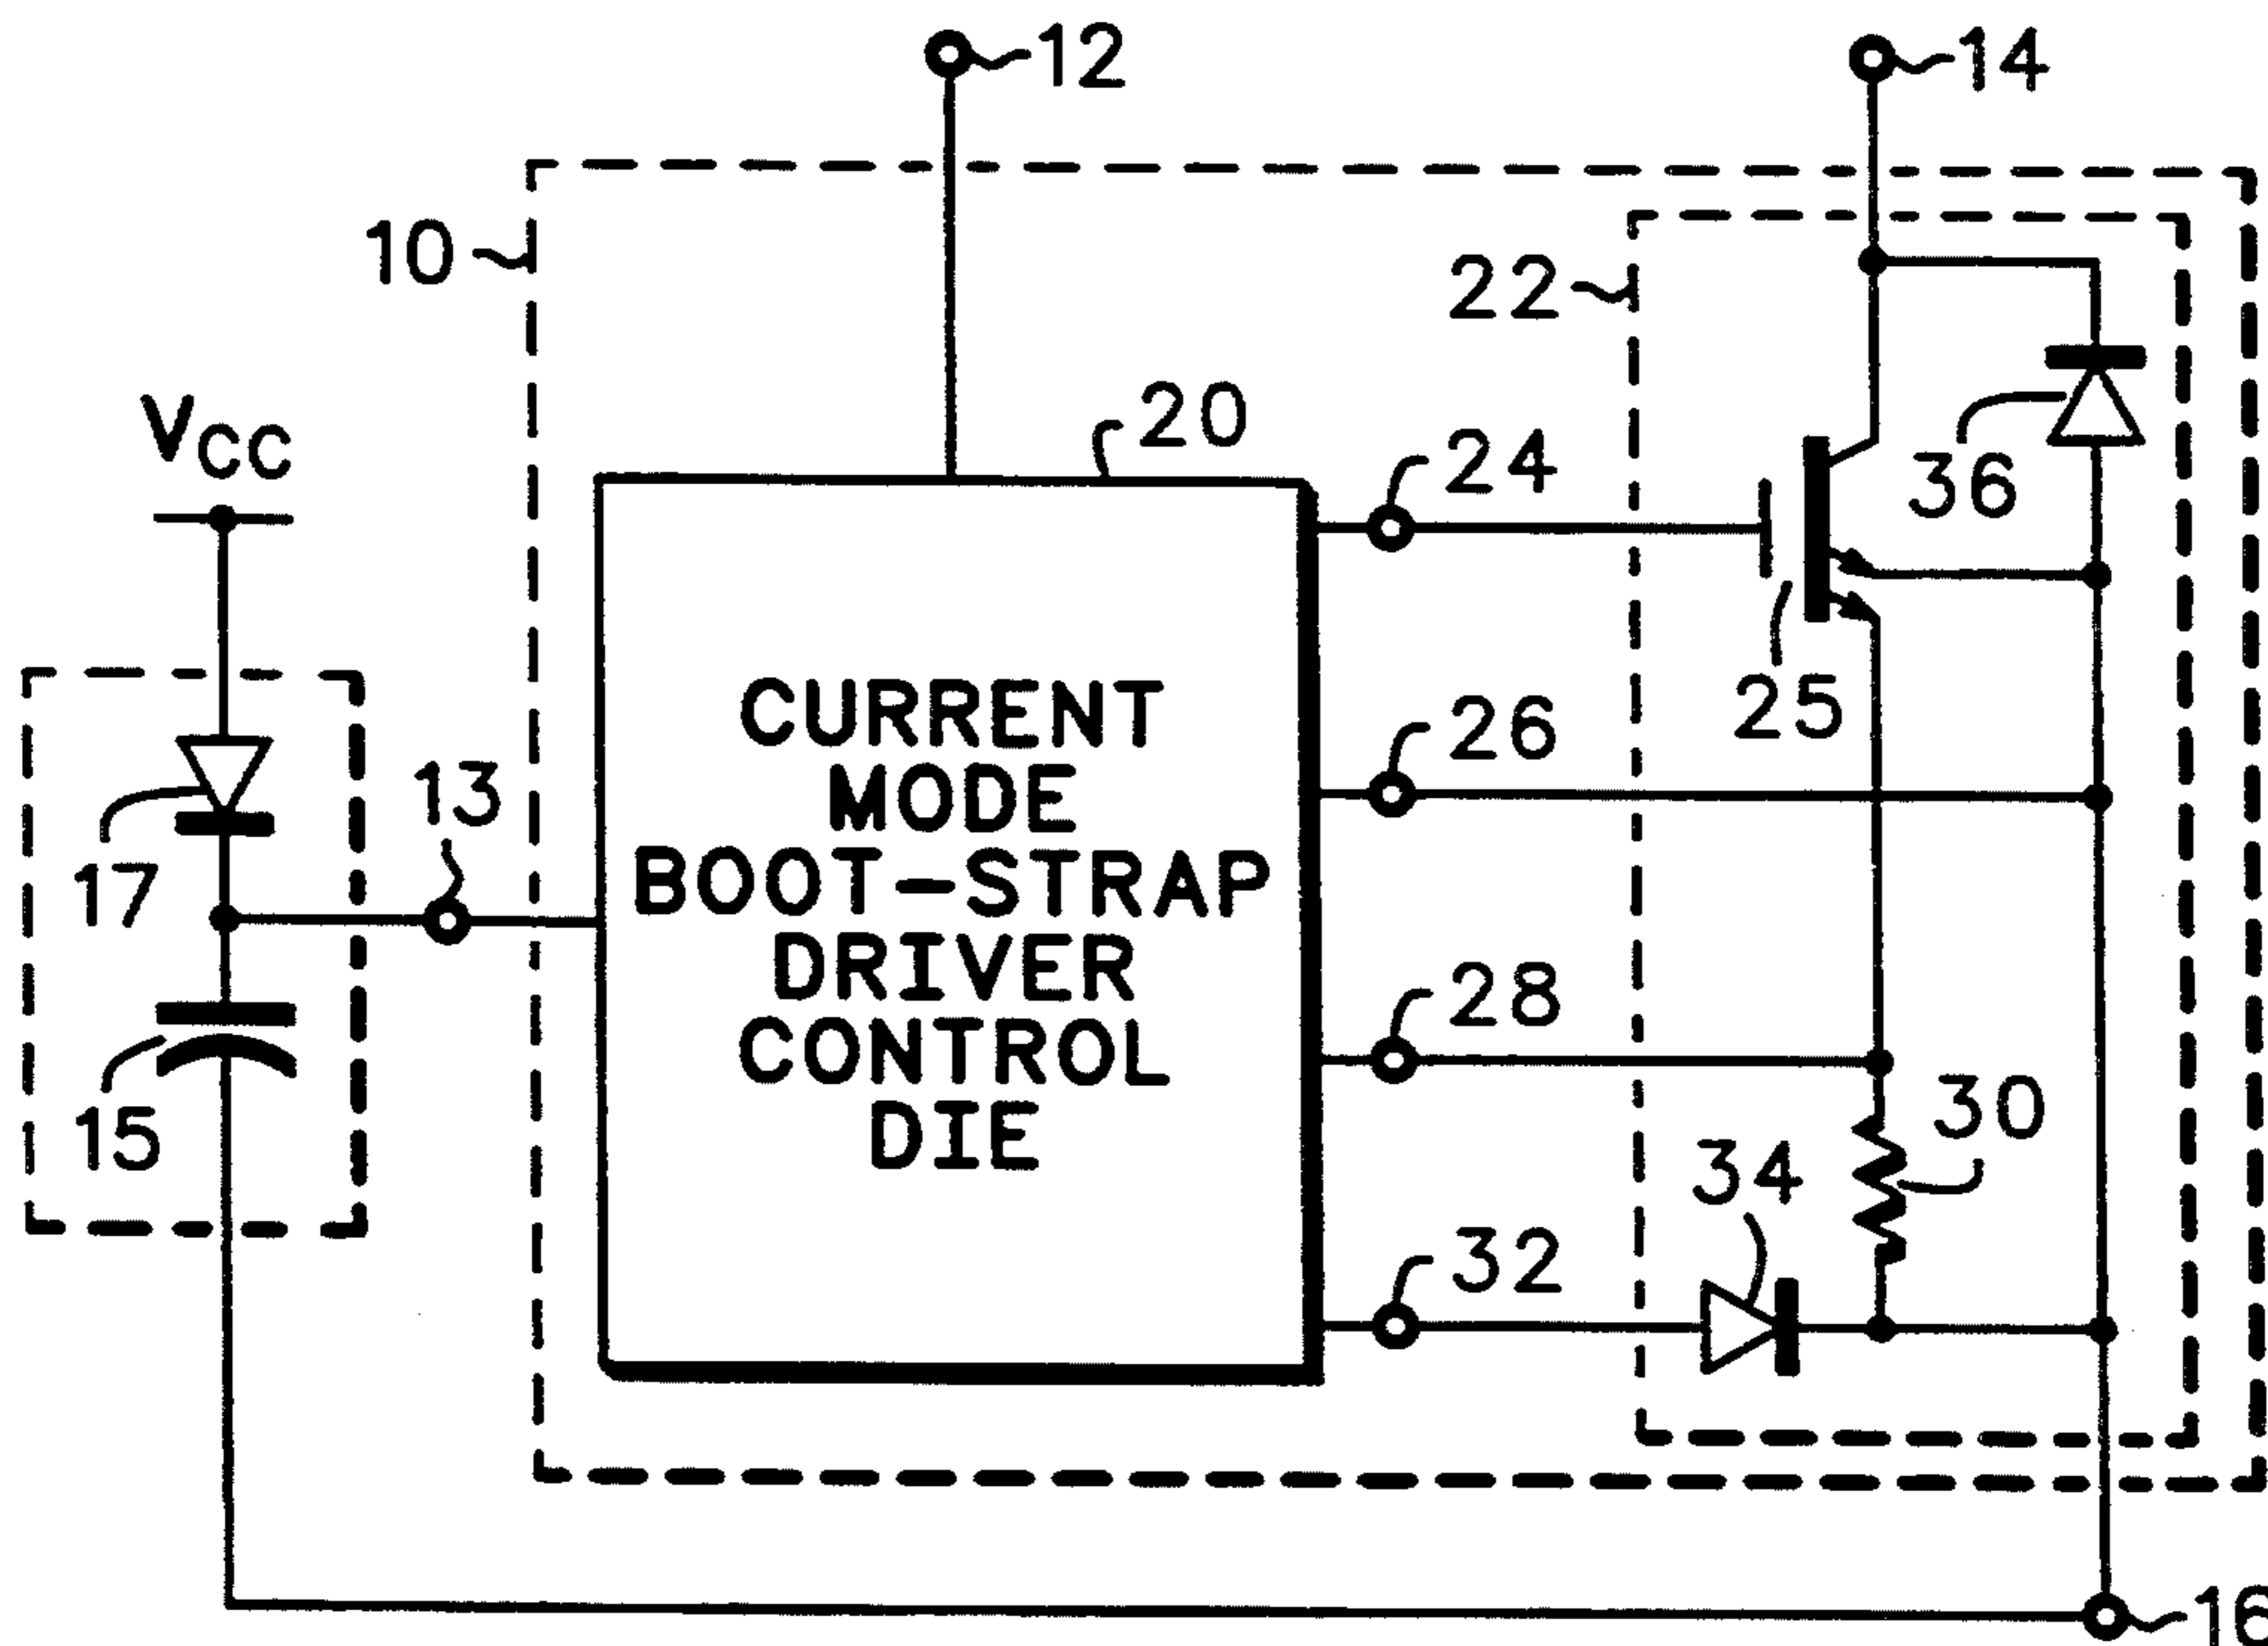 12
14
10
22
20
VCC
24
36
25
CURRENT
MODE
BOOT-STRAP
DRIVER
CONTROL
DIE
26
13
17
28
15
30
34
32
16